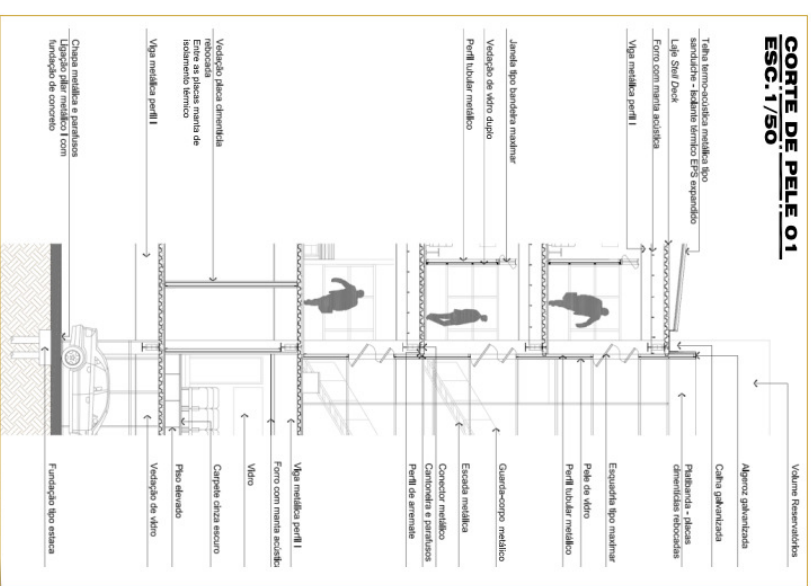 CORTE DE PELE 01
ESC.1/50
Telha termo-acústica metálica tipo
sanduíche - isolante térmico EPS expandido
Laje Stell Deck
Forro com manta acústica
Viga metálica perfil I
Janela tipo bandeira maximar
Vedação de vidro duplo
Perfil tubular metálico
Vedação placa cimentícia
rebocada
Entre as placas manta de
isolamento térmico
Viga metálica perfil I
Chapa metálica e parafusos
Ligação pilar metálico I com
fundação de concreto
Volume Reservatórios
Algeroz galvanizada
Calha galvanizada
Platibanda - placas
cimentícias rebocadas
Esquadria tipo maximar
Pele de vidro
Perfil tubular metálico
Guarda-corpo metálico
Escada metálica
Conector metálico
Cantoneira e parafusos
Perfil de arremate
Viga metálica perfil I
Forro com manta acústica
Vidro
Carpete cinza escuro
Piso elevado
Vedação de vidro
Fundação tipo estaca